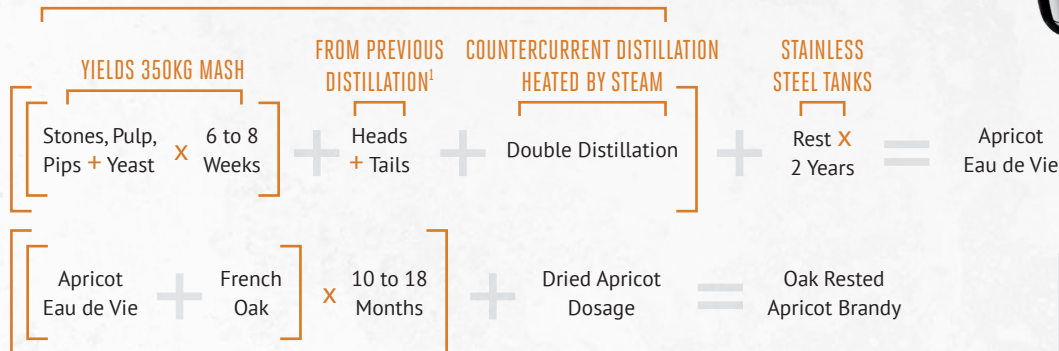 YIELDS 350KG MASH
FROM PREVIOUS
DISTILLATION1
COUNTERCURRENT DISTILLATION
HEATED BY STEAM
STAINLESS
STEEL TANKS
Stones, Pulp,
Pips + Yeast
x
6 to 8
Weeks
+
Heads
+ Tails
+
Double Distillation
+
Rest x
2 Years
=
Apricot
Eau de Vie
Apricot
Eau de Vie
+
French
Oak
x
10 to 18
Months
+
Dried Apricot
Dosage
=
Oak Rested
Apricot Brandy